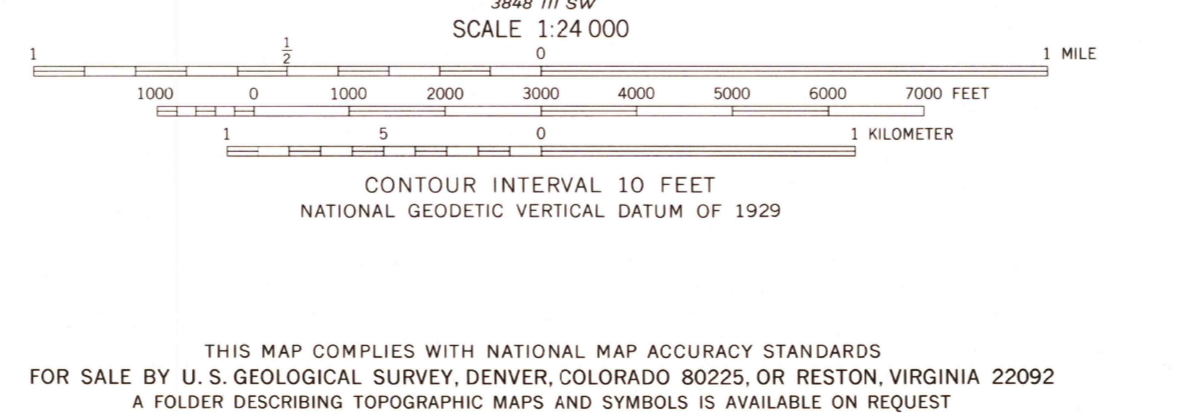 3848 III SW
SCALE 1:24 000
1 1/2 0 1 MILE
1000 0 1000 2000 3000 4000 5000 6000 7000 FEET
1 5 0 1 KILOMETER
CONTOUR INTERVAL 10 FEET
NATIONAL GEODETIC VERTICAL DATUM OF 1929
THIS MAP COMPLIES WITH NATIONAL MAP ACCURACY STANDARDS
FOR SALE BY U. S. GEOLOGICAL SURVEY, DENVER, COLORADO 80225, OR RESTON, VIRGINIA 22092
A FOLDER DESCRIBING TOPOGRAPHIC MAPS AND SYMBOLS IS AVAILABLE ON REQUEST